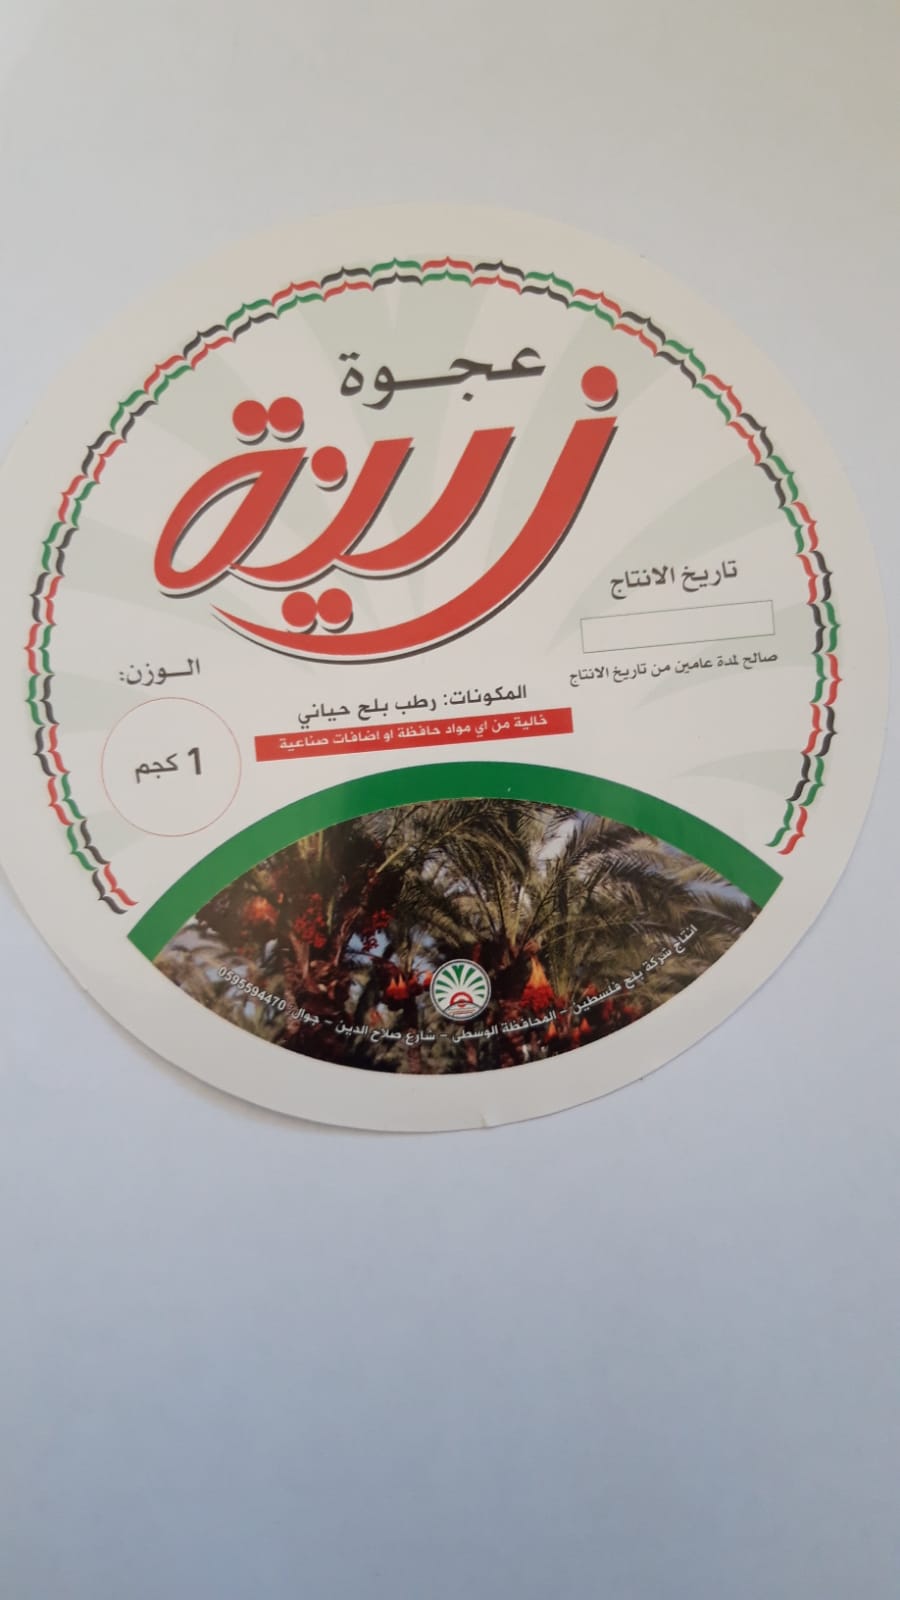 عجوة
زينة
تاريخ الانتاج
صالح لمدة عامين من تاريخ الانتاج
الوزن:
1 كجم
المكونات: رطب بلح حياني
خالية من اي مواد حافظة او اضافات صناعية
انتاج شركة بلح فلسطين - المحافظة الوسطى - شارع صلاح الدين - جوال: 0595594470